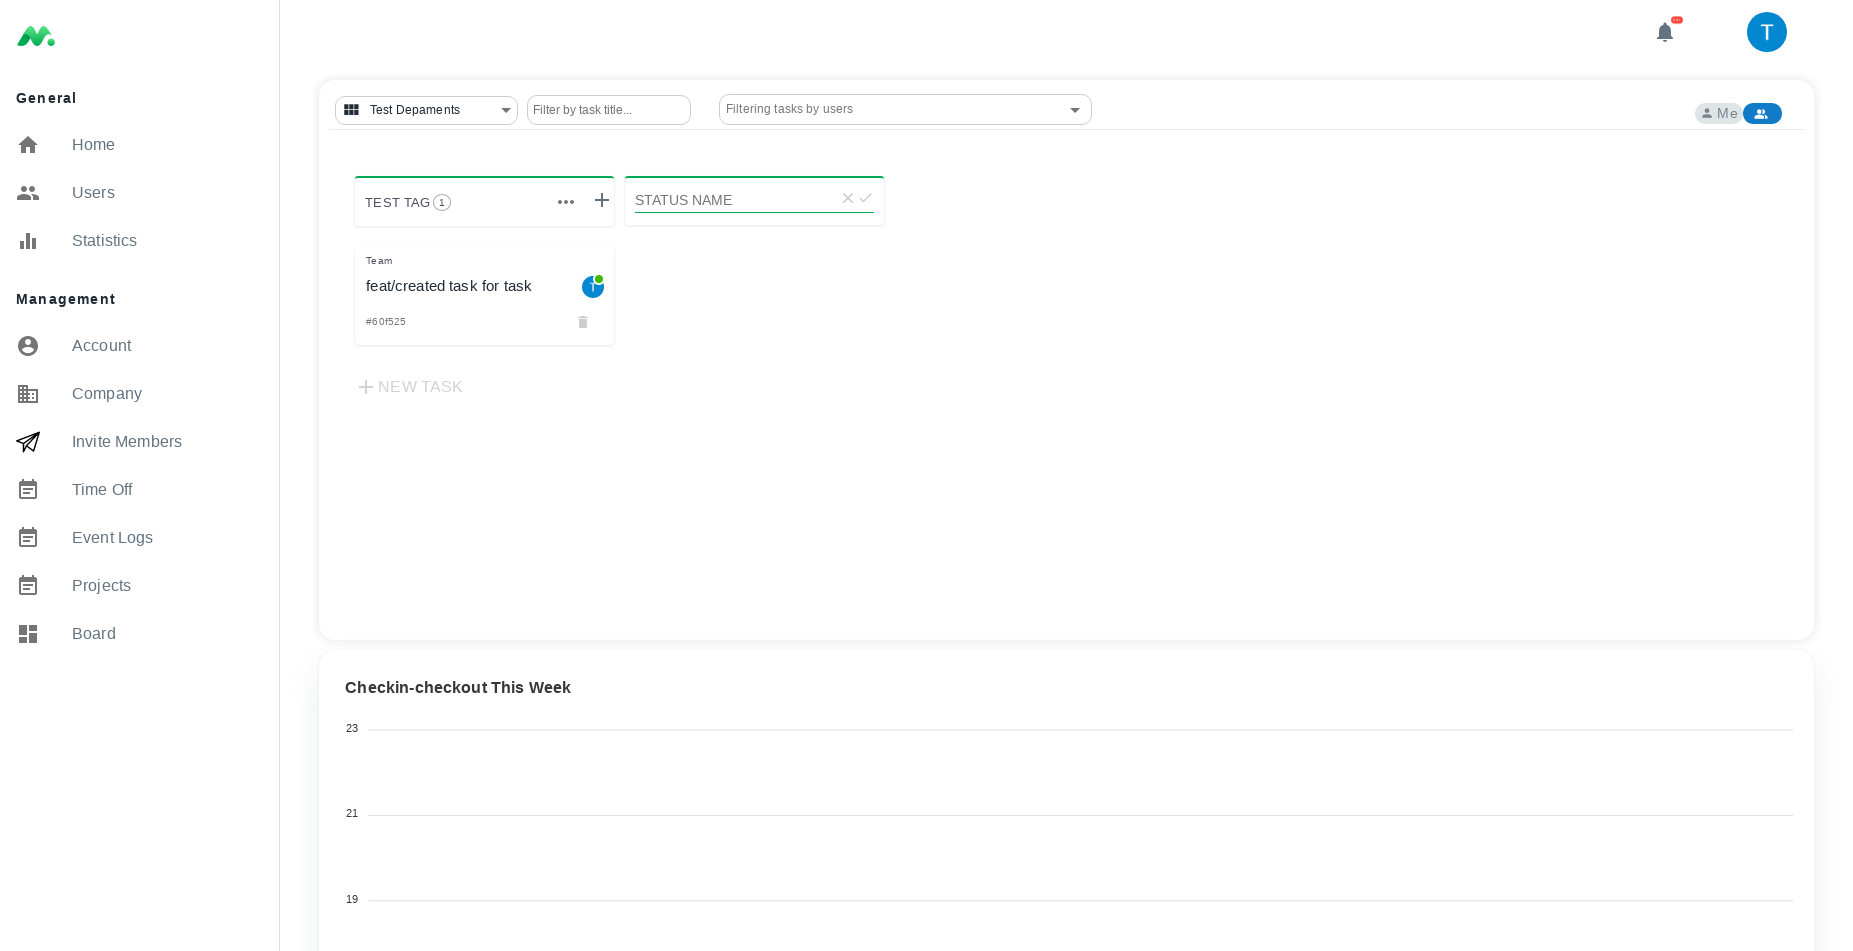 General
Home
Users
Statistics
Management
Account
Company
Invite Members
Time Off
Event Logs
Projects
Board
T
Test Depaments
Filter by task title...
Filtering tasks by users
Me
TEST TAG 1
STATUS NAME
Team
feat/created task for task
T
#60f525
NEW TASK
Checkin-checkout This Week
23
21
19